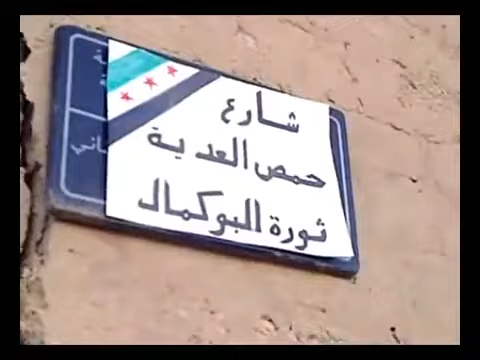 شارع
حمص العدية
ثورة البوكمال